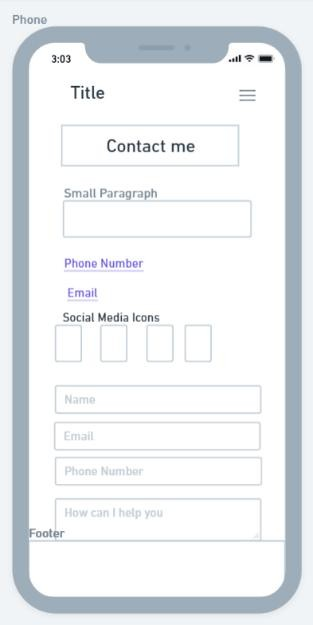 Phone
3:03
Title
Contact me
Small Paragraph
Phone Number
Email
Social Media Icons
Name
Email
Phone Number
How can I help you
Footer